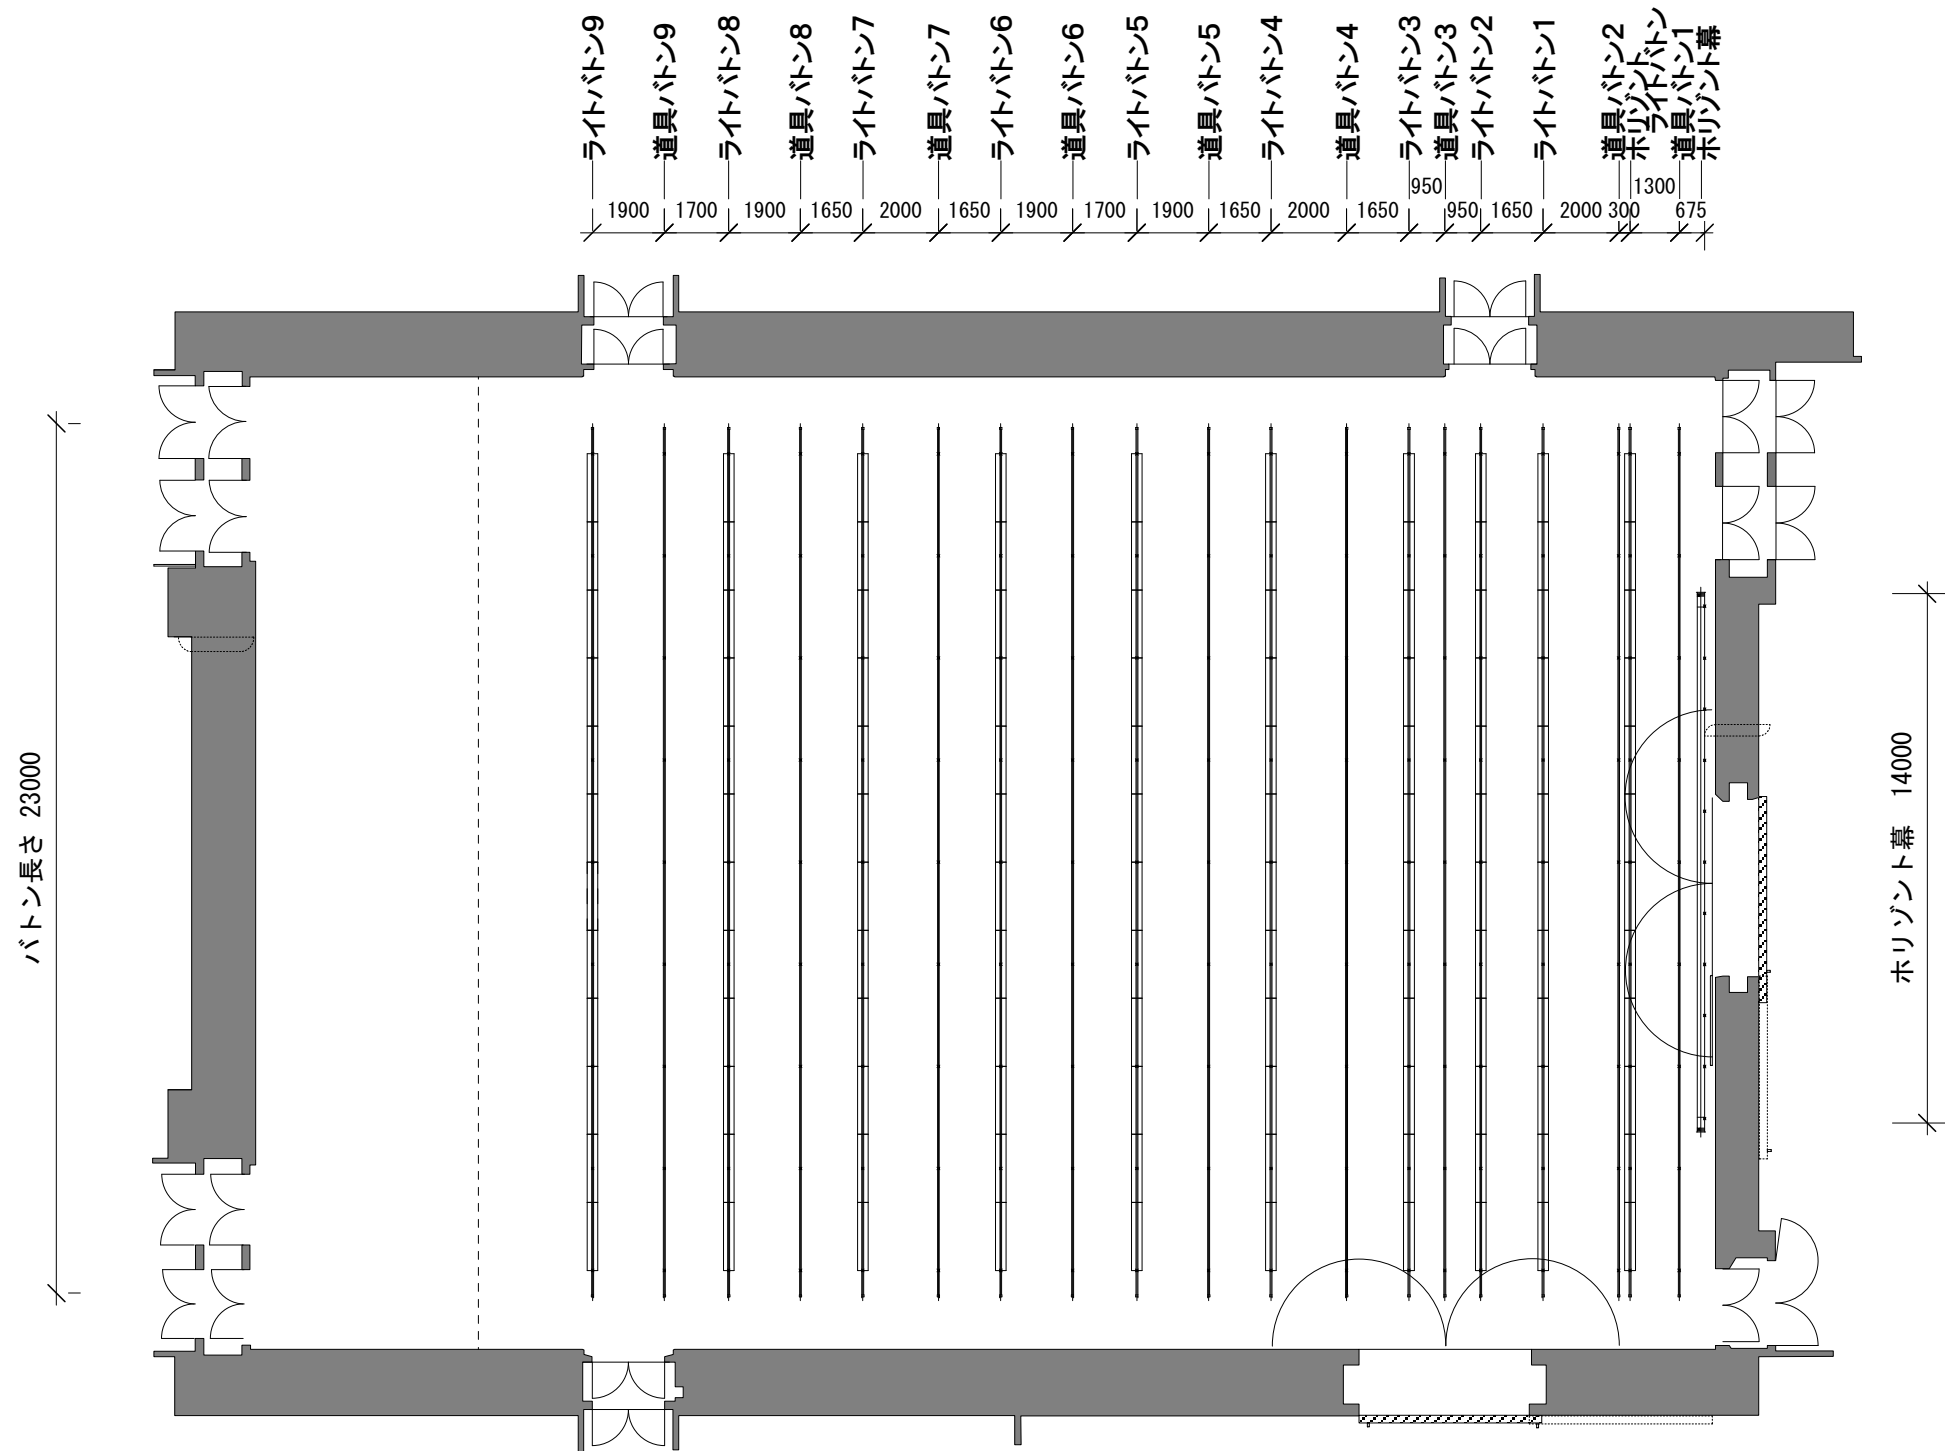 ライトバトン9
道具バトン9
ライトバトン8
道具バトン8
ライトバトン7
道具バトン7
ライトバトン6
道具バトン6
ライトバトン5
道具バトン5
ライトバトン4
道具バトン4
ライトバトン3
道具バトン3
ライトバトン2
ライトバトン1
道具バトン2
ホリゾント
ライトバトン
道具バトン1
ホリゾント幕
950
1300
1900
1700
1900
1650
2000
1650
1900
1700
1900
1650
2000
1650
950
1650
2000
300
675
バトン長さ 23000
ホリゾント幕 14000